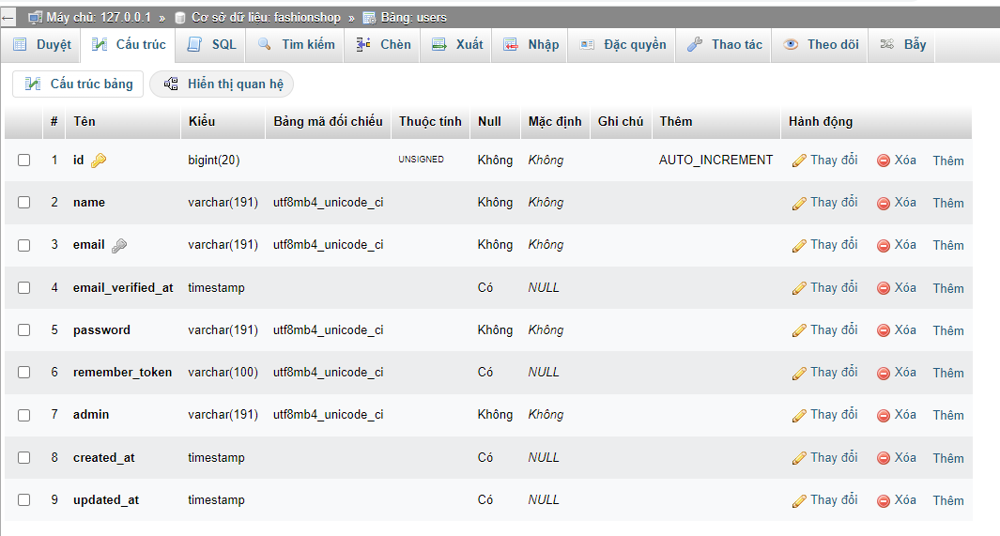 Máy chủ: 127.0.0.1 » Cơ sở dữ liệu: fashionshop » Bảng: users
Duyệt Cấu trúc SQL Tìm kiếm Chèn Xuất Nhập Đặc quyền Thao tác Theo dõi Bẫy
Cấu trúc bảng Hiển thị quan hệ
# Tên Kiểu Bảng mã đối chiếu Thuộc tính Null Mặc định Ghi chú Thêm Hành động
1 id bigint(20) UNSIGNED Không Không AUTO_INCREMENT Thay đổi Xóa Thêm
2 name varchar(191) utf8mb4_unicode_ci Không Không Thay đổi Xóa Thêm
3 email varchar(191) utf8mb4_unicode_ci Không Không Thay đổi Xóa Thêm
4 email_verified_at timestamp Có NULL Thay đổi Xóa Thêm
5 password varchar(191) utf8mb4_unicode_ci Không Không Thay đổi Xóa Thêm
6 remember_token varchar(100) utf8mb4_unicode_ci Có NULL Thay đổi Xóa Thêm
7 admin varchar(191) utf8mb4_unicode_ci Không Không Thay đổi Xóa Thêm
8 created_at timestamp Có NULL Thay đổi Xóa Thêm
9 updated_at timestamp Có NULL Thay đổi Xóa Thêm